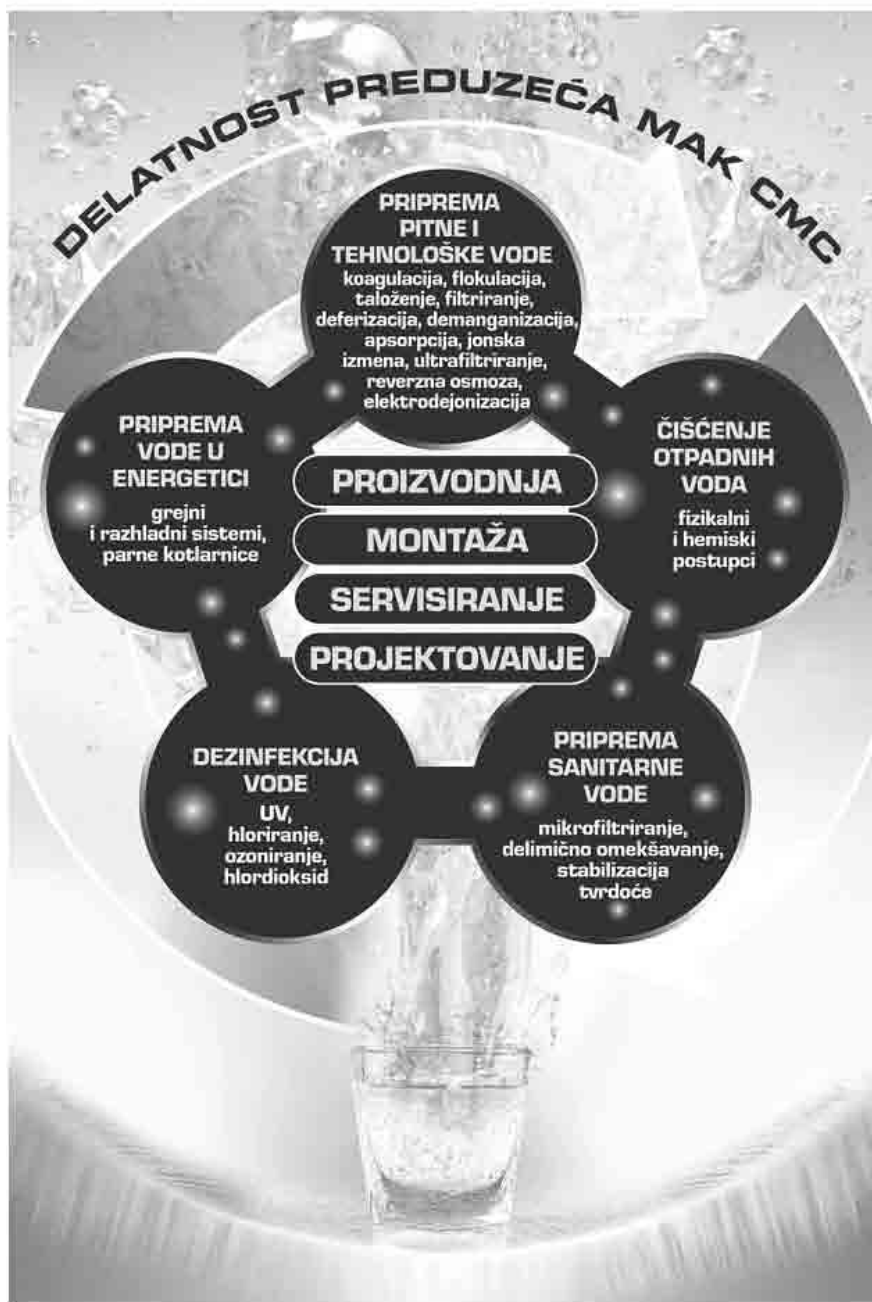 DELATNOST PREDUZEĆA MAK CMC
PRIPREMA
PITNE I
TEHNOLOŠKE VODE
koagulacija, flokulacija,
taloženje, filtriranje,
deferizacija, demanganizacija,
apsorpcija, jonska
izmena, ultrafiltriranje,
reverzna osmoza,
elektrodejonizacija
PRIPREMA
VODE U
ENERGETICI
grejni
i razhladni sistemi,
parne kotlarnice
ČIŠĆENJE
OTPADNIH
VODA
fizikalni
i hemiski
postupci
PROIZVODNJA
MONTAŽA
SERVISIRANJE
PROJEKTOVANJE
DEZINFEKCIJA
VODE
UV,
hloriranje,
ozoniranje,
hlordioksid
PRIPREMA
SANITARNE
VODE
mikrofiltriranje,
delimično omekšavanje,
stabilizacija
tvrdoće